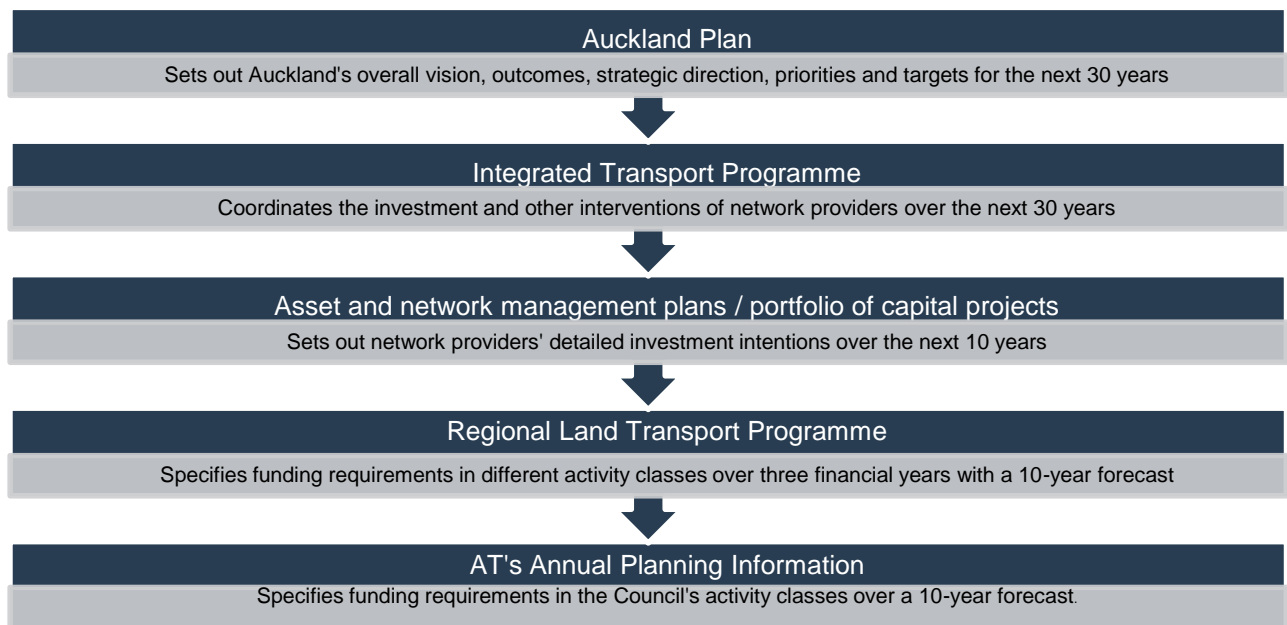 Auckland Plan
Sets out Auckland's overall vision, outcomes, strategic direction, priorities and targets for the next 30 years
Integrated Transport Programme
Coordinates the investment and other interventions of network providers over the next 30 years
Asset and network management plans / portfolio of capital projects
Sets out network providers' detailed investment intentions over the next 10 years
Regional Land Transport Programme
Specifies funding requirements in different activity classes over three financial years with a 10-year forecast
AT's Annual Planning Information
Specifies funding requirements in the Council's activity classes over a 10-year forecast.